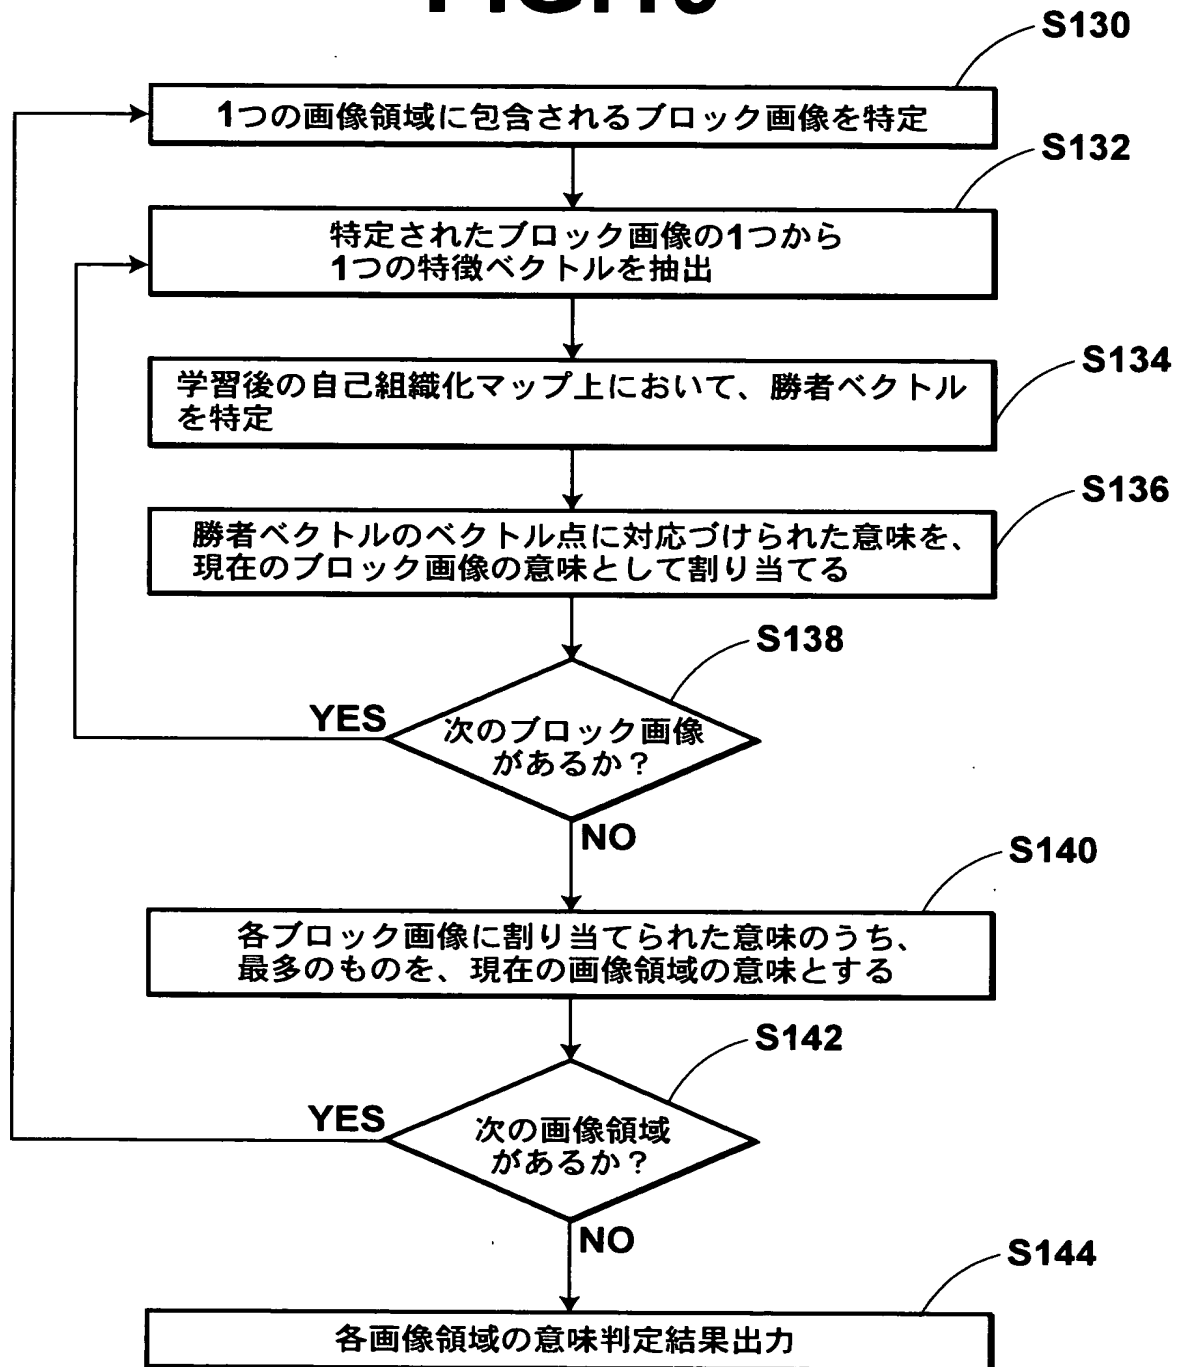 S130
1つの画像領域に包含されるブロック画像を特定
S132
特定されたブロック画像の1つから
1つの特徴ベクトルを抽出
S134
学習後の自己組織化マップ上において、勝者ベクトル
を特定
S136
勝者ベクトルのベクトル点に対応づけられた意味を、
現在のブロック画像の意味として割り当てる
S138
YES
次のブロック画像
があるか？
NO
S140
各ブロック画像に割り当てられた意味のうち、
最多のものを、現在の画像領域の意味とする
S142
YES
次の画像領域
があるか？
NO
S144
各画像領域の意味判定結果出力